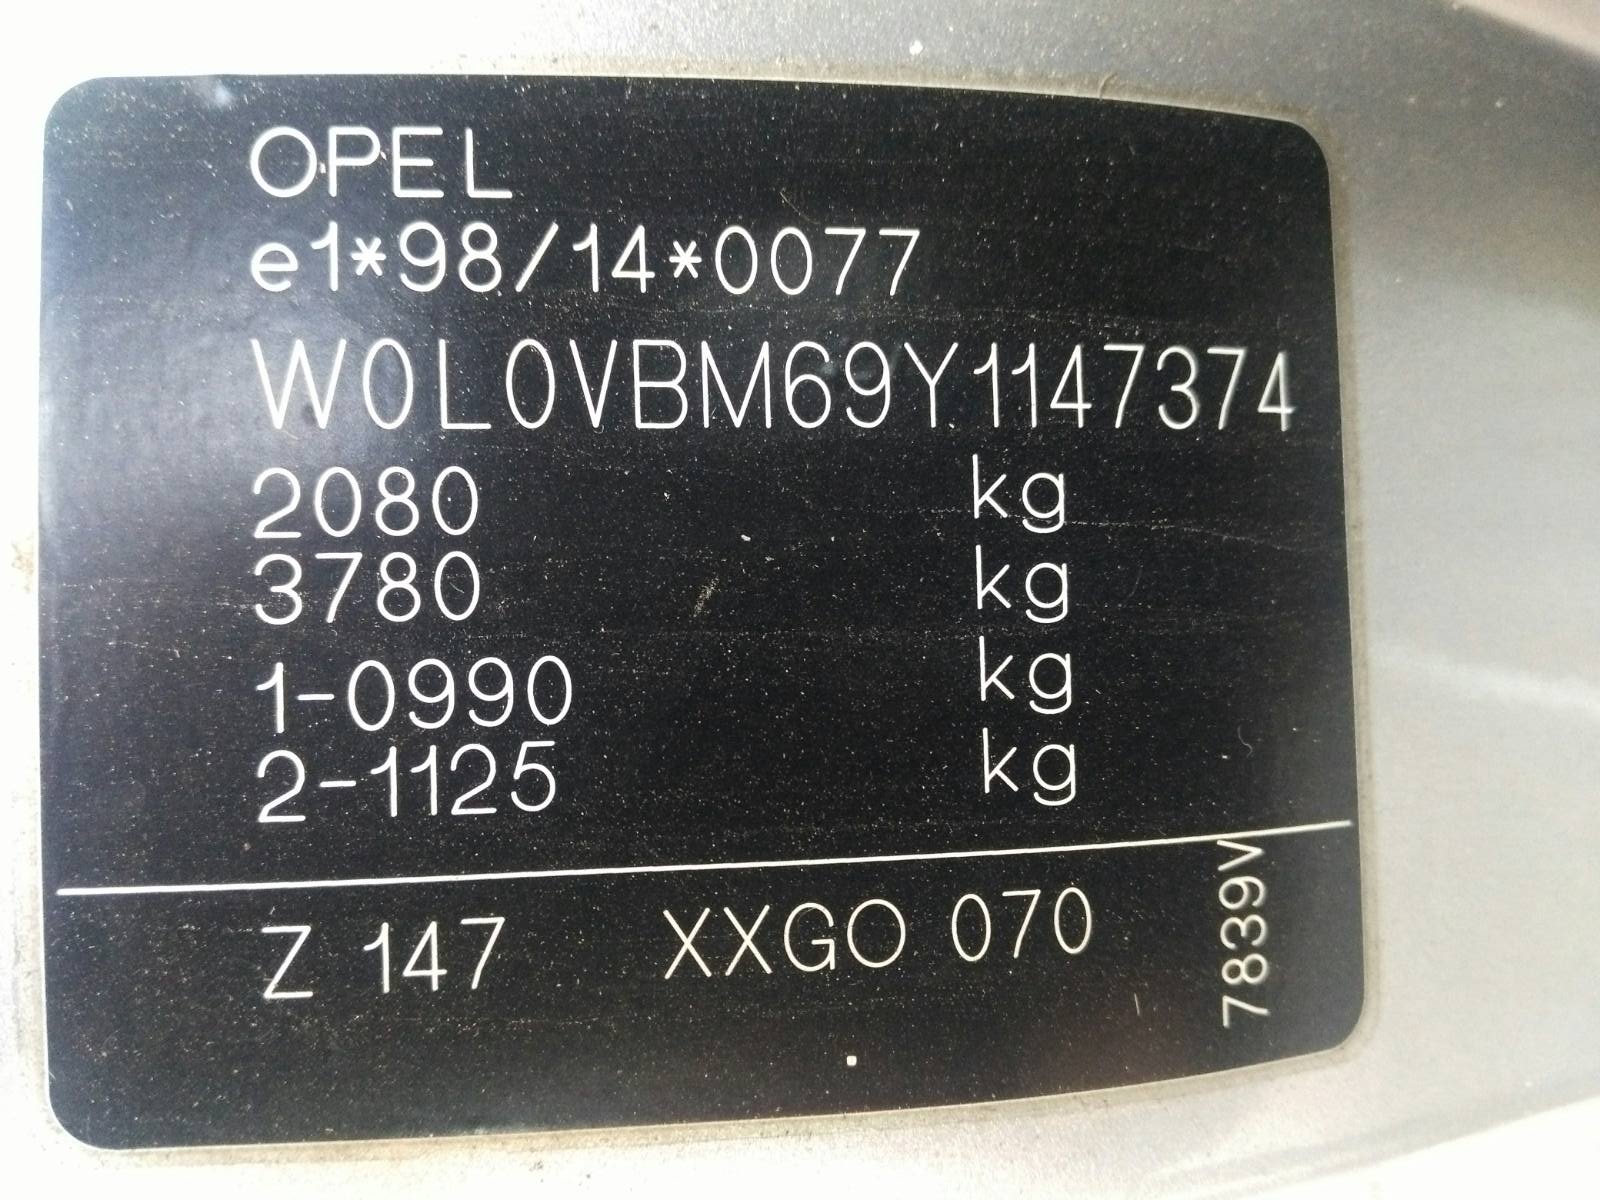 OPEL
e1*98/14*0077
W0L0VBM69Y1147374
2080 kg
3780 kg
1-0990 kg
2-1125 kg
Z 147 XXGO 070
7839V